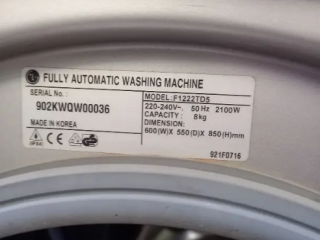 LG FULLY AUTOMATIC WASHING MACHINE
SERIAL No.:
902KWQW00036
MADE IN KOREA
MODEL: F1222TD5
220-240V~. 50 Hz 2100W
CAPACITY : 8kg
DIMENSION:
600(W)X 550(D)X 850(H)mm
921F0716